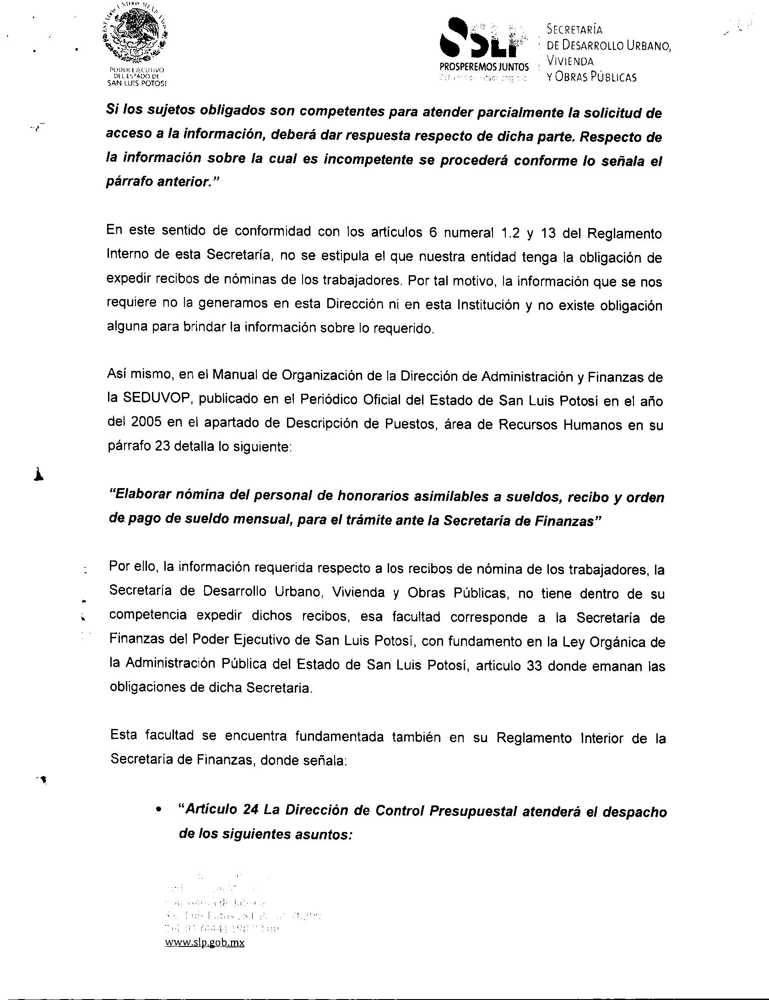 ESTADOS UNIDOS MEXICANOS
PODER EJECUTIVO
DEL ESTADO DE
SAN LUIS POTOSI
SLP
PROSPEREMOS JUNTOS
SECRETARÍA
DE DESARROLLO URBANO,
VIVIENDA
Y OBRAS PÚBLICAS
Si los sujetos obligados son competentes para atender parcialmente la solicitud de
acceso a la información, deberá dar respuesta respecto de dicha parte. Respecto de
la información sobre la cual es incompetente se procederá conforme lo señala el
párrafo anterior.”
En este sentido de conformidad con los artículos 6 numeral 1.2 y 13 del Reglamento
Interno de esta Secretaría, no se estipula el que nuestra entidad tenga la obligación de
expedir recibos de nóminas de los trabajadores. Por tal motivo, la información que se nos
requiere no la generamos en esta Dirección ni en esta Institución y no existe obligación
alguna para brindar la información sobre lo requerido.
Así mismo, en el Manual de Organización de la Dirección de Administración y Finanzas de
la SEDUVOP, publicado en el Periódico Oficial del Estado de San Luis Potosí en el año
del 2005 en el apartado de Descripción de Puestos, área de Recursos Humanos en su
párrafo 23 detalla lo siguiente:
“Elaborar nómina del personal de honorarios asimilables a sueldos, recibo y orden
de pago de sueldo mensual, para el trámite ante la Secretaría de Finanzas”
Por ello, la información requerida respecto a los recibos de nómina de los trabajadores, la
Secretaría de Desarrollo Urbano, Vivienda y Obras Públicas, no tiene dentro de su
competencia expedir dichos recibos, esa facultad corresponde a la Secretaría de
Finanzas del Poder Ejecutivo de San Luis Potosí, con fundamento en la Ley Orgánica de
la Administración Pública del Estado de San Luis Potosí, articulo 33 donde emanan las
obligaciones de dicha Secretaria.
Esta facultad se encuentra fundamentada también en su Reglamento Interior de la
Secretaría de Finanzas, donde señala:
• “Artículo 24 La Dirección de Control Presupuestal atenderá el despacho
de los siguientes asuntos:
www.slp.gob.mx